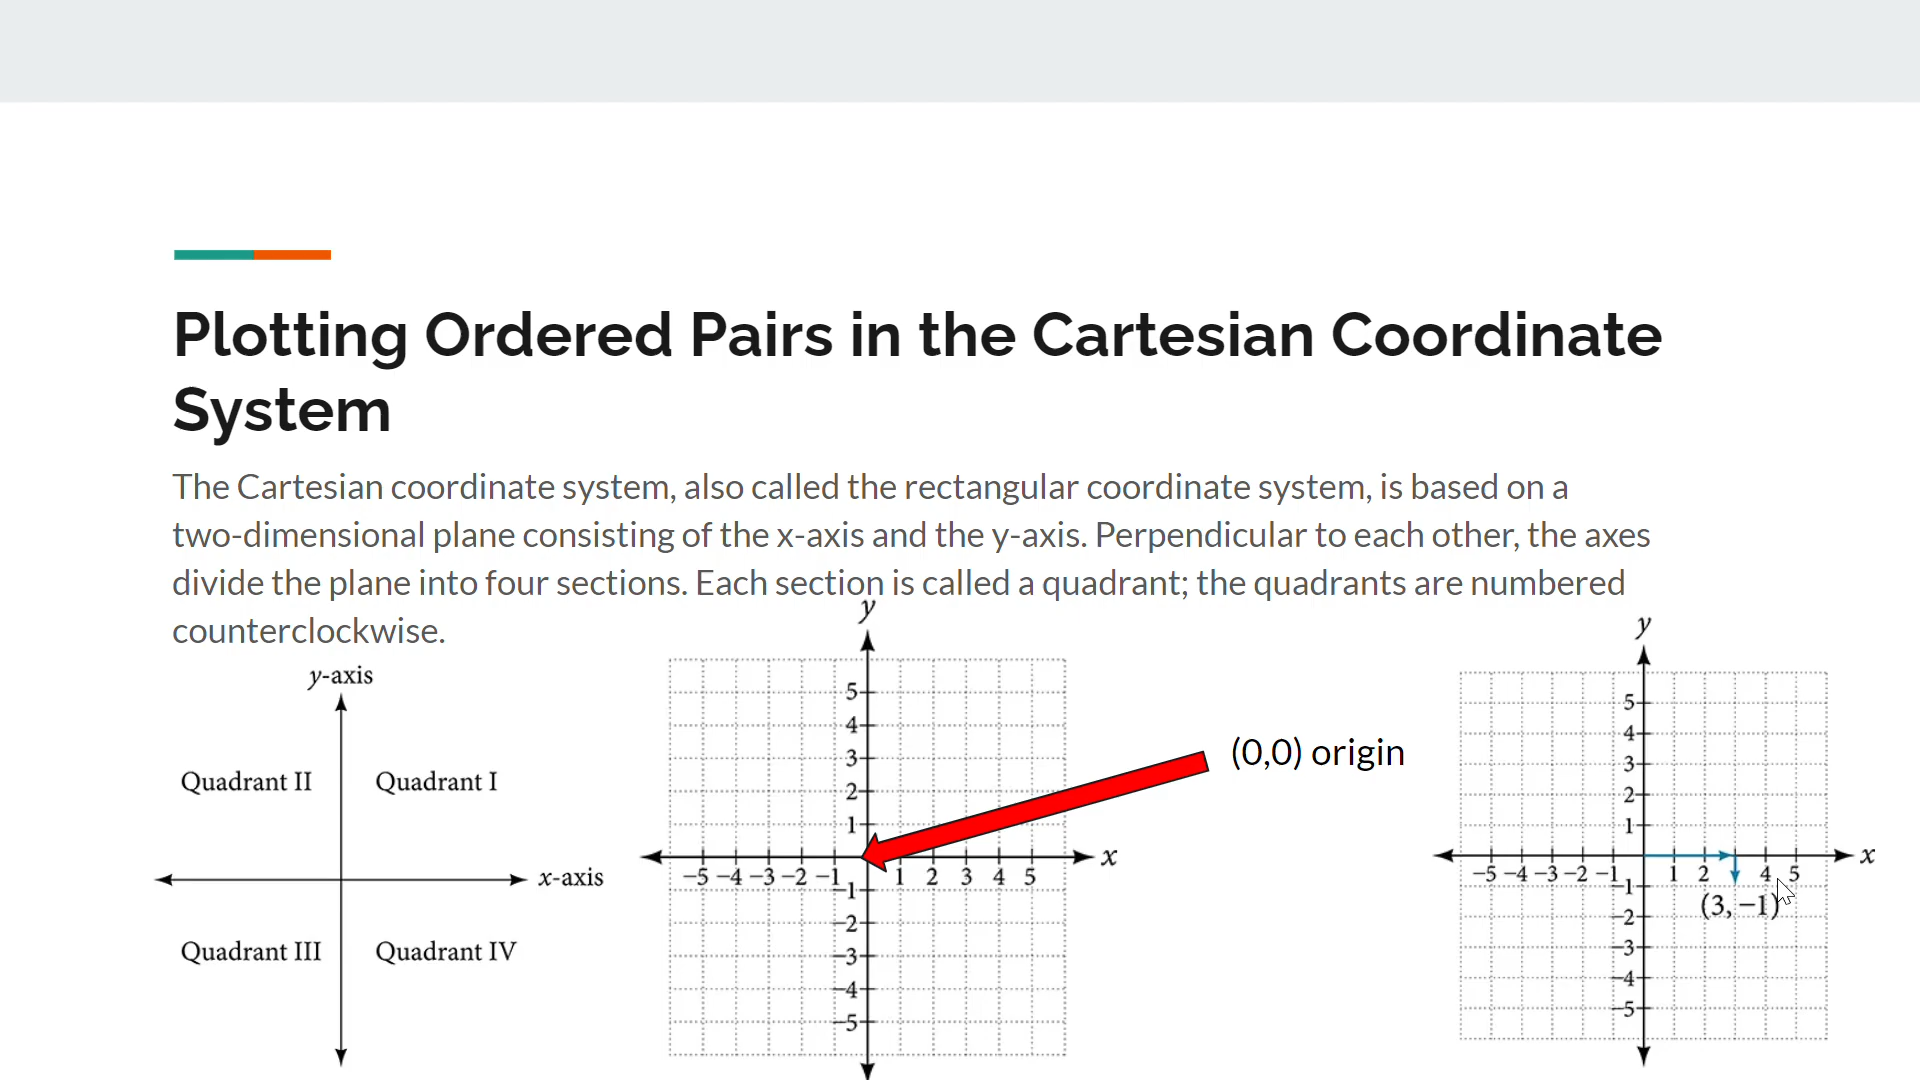 Plotting Ordered Pairs in the Cartesian Coordinate
System
The Cartesian coordinate system, also called the rectangular coordinate system, is based on a
two-dimensional plane consisting of the x-axis and the y-axis. Perpendicular to each other, the axes
divide the plane into four sections. Each section is called a quadrant; the quadrants are numbered
counterclockwise.
y-axis
Quadrant II
Quadrant I
x-axis
Quadrant III
Quadrant IV
y
5
4
3
2
1
x
−5 −4 −3 −2 −1 1 2 3 4 5
−1
−2
−3
−4
−5
(0,0) origin
y
5
4
3
2
1
x
−5 −4 −3 −2 −1 1 2 4 5
−1
(3, −1)
−2
−3
−4
−5